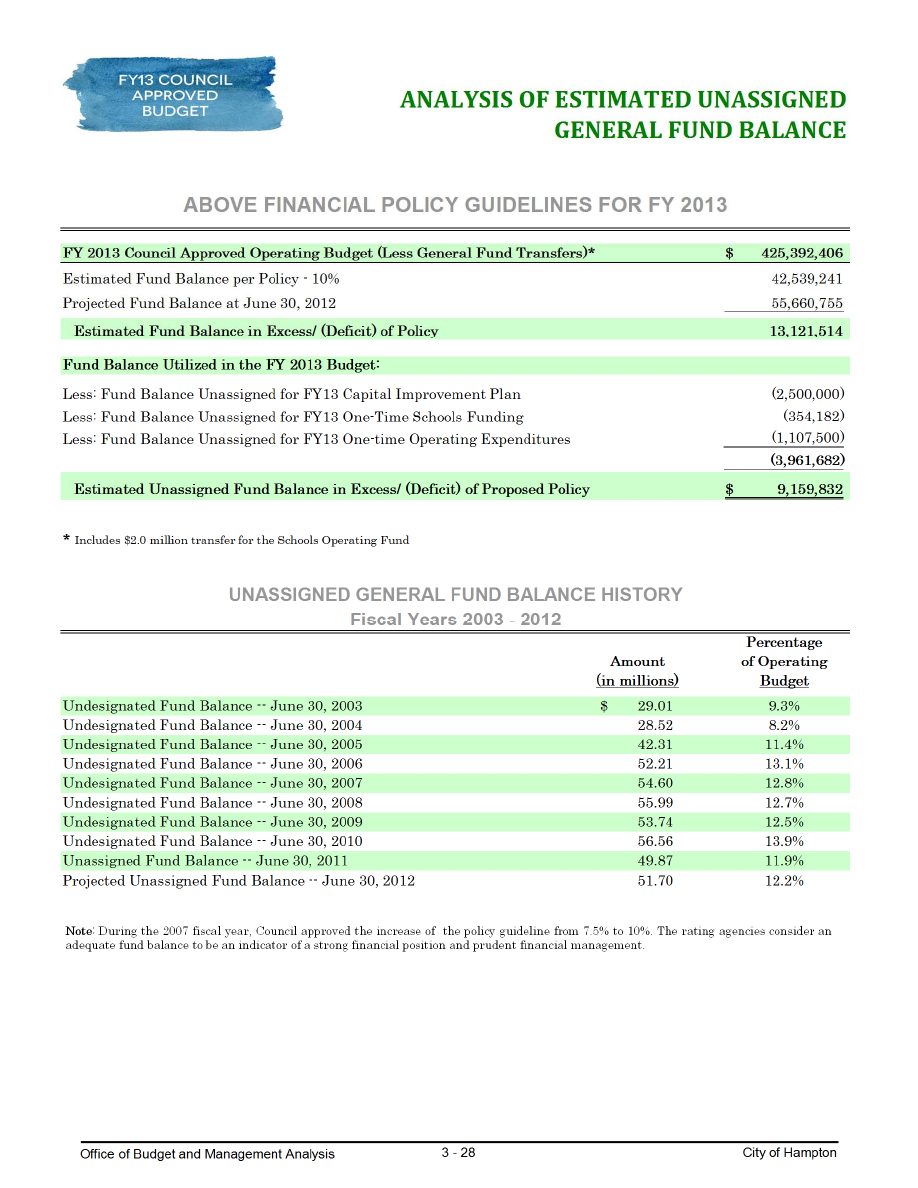 FY13 COUNCIL
APPROVED
BUDGET
ANALYSIS OF ESTIMATED UNASSIGNED
GENERAL FUND BALANCE
ABOVE FINANCIAL POLICY GUIDELINES FOR FY 2013
FY 2013 Council Approved Operating Budget (Less General Fund Transfers)* $ 425,392,406
Estimated Fund Balance per Policy - 10% 42,539,241
Projected Fund Balance at June 30, 2012 55,660,755
Estimated Fund Balance in Excess/ (Deficit) of Policy 13,121,514
Fund Balance Utilized in the FY 2013 Budget:
Less: Fund Balance Unassigned for FY13 Capital Improvement Plan (2,500,000)
Less: Fund Balance Unassigned for FY13 One-Time Schools Funding (354,182)
Less: Fund Balance Unassigned for FY13 One-time Operating Expenditures (1,107,500)
(3,961,682)
Estimated Unassigned Fund Balance in Excess/ (Deficit) of Proposed Policy $ 9,159,832
* Includes $2.0 million transfer for the Schools Operating Fund
UNASSIGNED GENERAL FUND BALANCE HISTORY
Fiscal Years 2003 - 2012
Percentage
Amount of Operating
(in millions) Budget
Undesignated Fund Balance -- June 30, 2003 $ 29.01 9.3%
Undesignated Fund Balance -- June 30, 2004 28.52 8.2%
Undesignated Fund Balance -- June 30, 2005 42.31 11.4%
Undesignated Fund Balance -- June 30, 2006 52.21 13.1%
Undesignated Fund Balance -- June 30, 2007 54.60 12.8%
Undesignated Fund Balance -- June 30, 2008 55.99 12.7%
Undesignated Fund Balance -- June 30, 2009 53.74 12.5%
Undesignated Fund Balance -- June 30, 2010 56.56 13.9%
Unassigned Fund Balance -- June 30, 2011 49.87 11.9%
Projected Unassigned Fund Balance -- June 30, 2012 51.70 12.2%
Note: During the 2007 fiscal year, Council approved the increase of the policy guideline from 7.5% to 10%. The rating agencies consider an
adequate fund balance to be an indicator of a strong financial position and prudent financial management.
Office of Budget and Management Analysis 3 - 28 City of Hampton